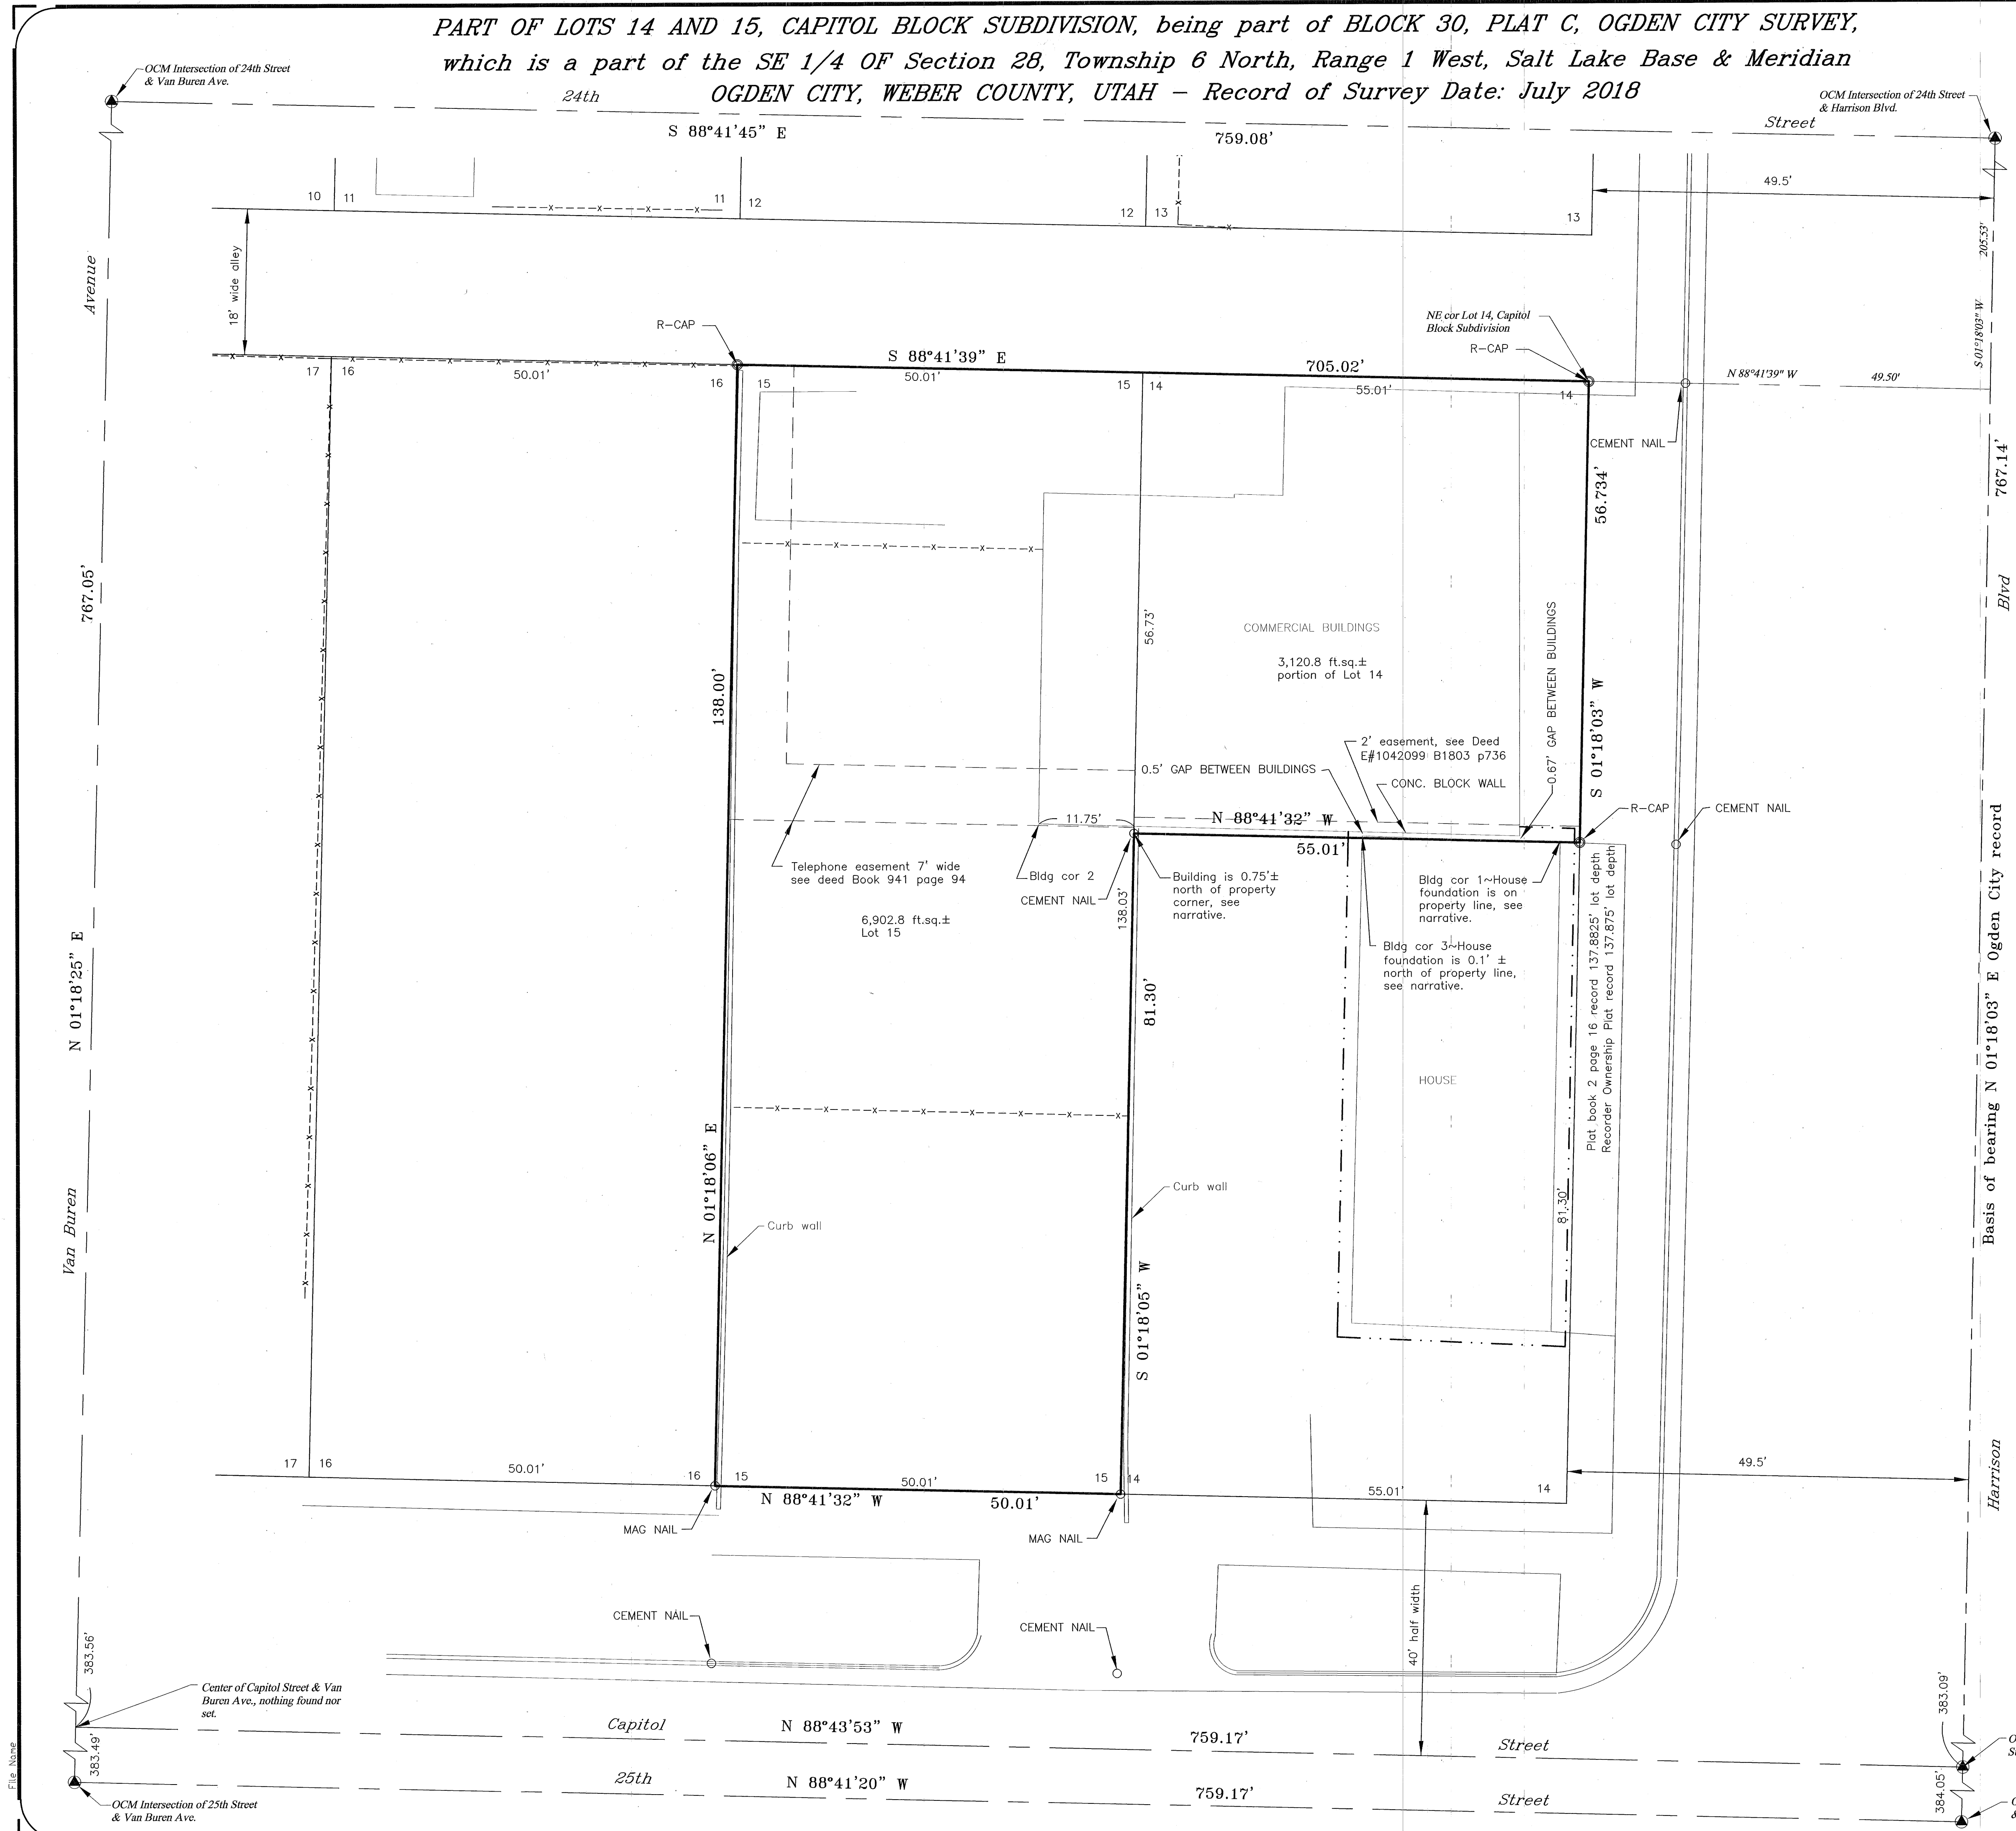 PART OF LOTS 14 AND 15, CAPITOL BLOCK SUBDIVISION, being part of BLOCK 30, PLAT C, OGDEN CITY SURVEY,
which is a part of the SE 1/4 OF Section 28, Township 6 North, Range 1 West, Salt Lake Base & Meridian
OGDEN CITY, WEBER COUNTY, UTAH – Record of Survey Date: July 2018
OCM Intersection of 24th Street
& Van Buren Ave.
24th
S 88°41'45" E
759.08'
Street
OCM Intersection of 24th Street
& Harrison Blvd.
10
11
11
12
12
13
13
49.5'
205.53'
S 01°18'03" W
Avenue
18' wide alley
R-CAP
S 88°41'39" E
705.02'
NE cor Lot 14, Capitol
Block Subdivision
R-CAP
17
16
50.01'
16
15
50.01'
15
14
55.01'
14
N 88°41'39" W
49.50'
CEMENT NAIL
56.734'
767.14'
767.05'
Blvd
138.00'
56.73'
COMMERCIAL BUILDINGS
3,120.8 ft.sq.±
portion of Lot 14
0.67' GAP BETWEEN BUILDINGS
S 01°18'03" W
2' easement, see Deed
E#1042099 B1803 p736
0.5' GAP BETWEEN BUILDINGS
CONC. BLOCK WALL
R-CAP
CEMENT NAIL
11.75'
N 88°41'32" W
55.01'
Telephone easement 7' wide
see deed Book 941 page 94
Bldg cor 2
CEMENT NAIL
Building is 0.75'±
north of property
corner, see
narrative.
Bldg cor 1~House
foundation is on
property line, see
narrative.
6,902.8 ft.sq.±
Lot 15
138.03'
Bldg cor 3~House
foundation is 0.1' ±
north of property line,
see narrative.
Plat book 2 page 16 record 137.8825' lot depth
Recorder Ownership Plat record 137.875' lot depth
Basis of bearing N 01°18'03" E Ogden City record
N 01°18'25" E
81.30'
HOUSE
N 01°18'06" E
Van Buren
Curb wall
Curb wall
81.30'
S 01°18'05" W
Harrison
17
16
50.01'
16
15
50.01'
15
14
55.01'
14
49.5'
N 88°41'32" W
50.01'
MAG NAIL
MAG NAIL
CEMENT NAIL
CEMENT NAIL
40' half width
383.56'
383.09'
Center of Capitol Street & Van
Buren Ave., nothing found nor
set.
Capitol
N 88°43'53" W
759.17'
Street
383.49'
384.05'
25th
N 88°41'20" W
759.17'
Street
OCM Intersection of 25th Street
& Van Buren Ave.
File Name